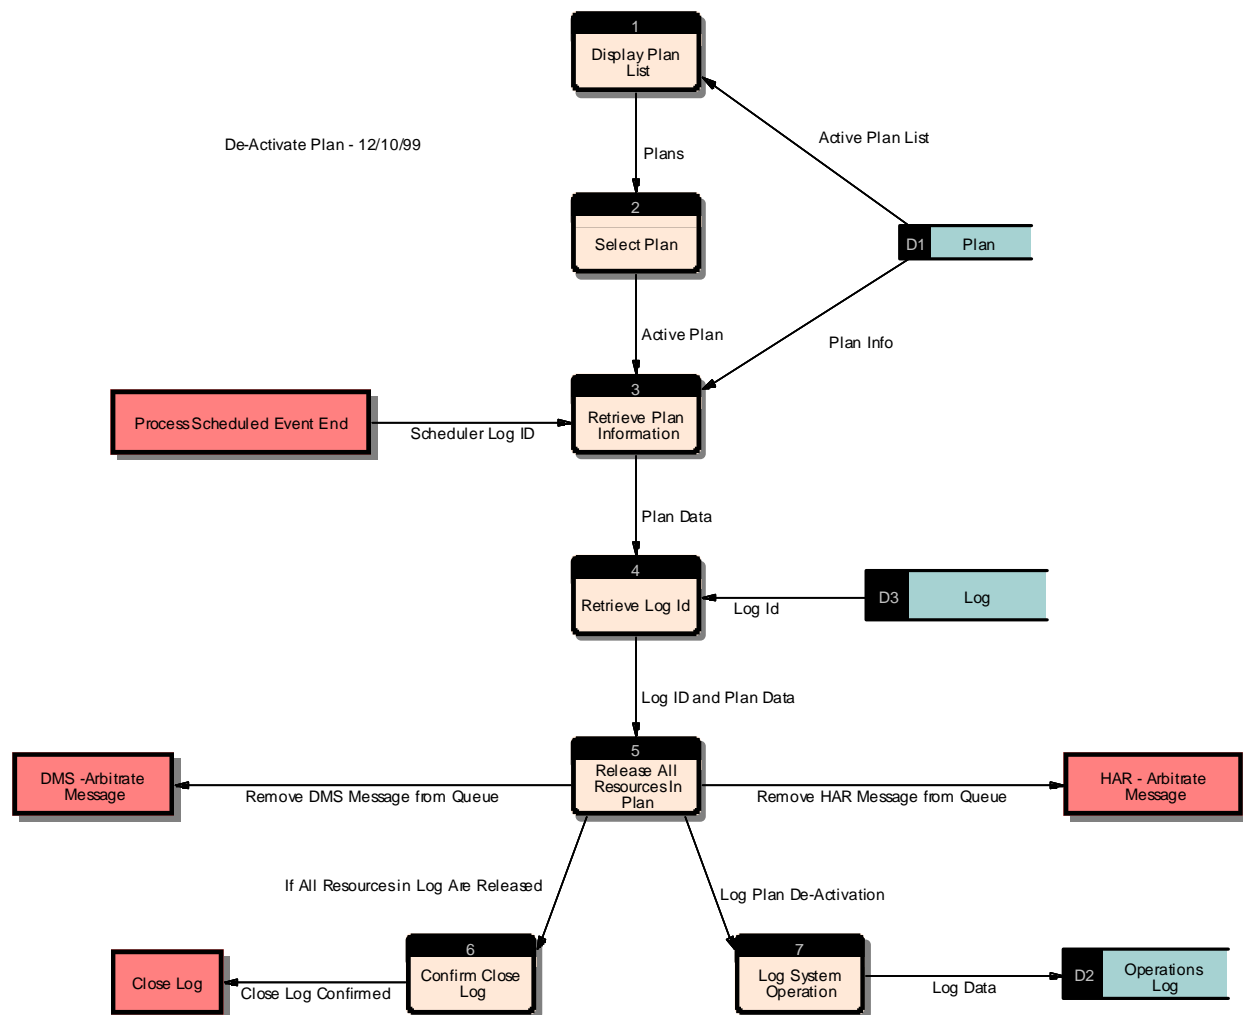 1
Display Plan
List
De-Activate Plan - 12/10/99
Active Plan List
Plans
2
Select Plan
D1
Plan
Active Plan
Plan Info
3
Retrieve Plan
Information
Process Scheduled Event End
Scheduler Log ID
Plan Data
4
Retrieve Log Id
Log Id
D3
Log
Log ID and Plan Data
5
Release All
Resources In
Plan
DMS -Arbitrate
Message
Remove DMS Message from Queue
Remove HAR Message from Queue
HAR - Arbitrate
Message
If All Resources in Log Are Released
Log Plan De-Activation
6
Confirm Close
Log
Close Log
Close Log Confirmed
7
Log System
Operation
Log Data
D2
Operations
Log